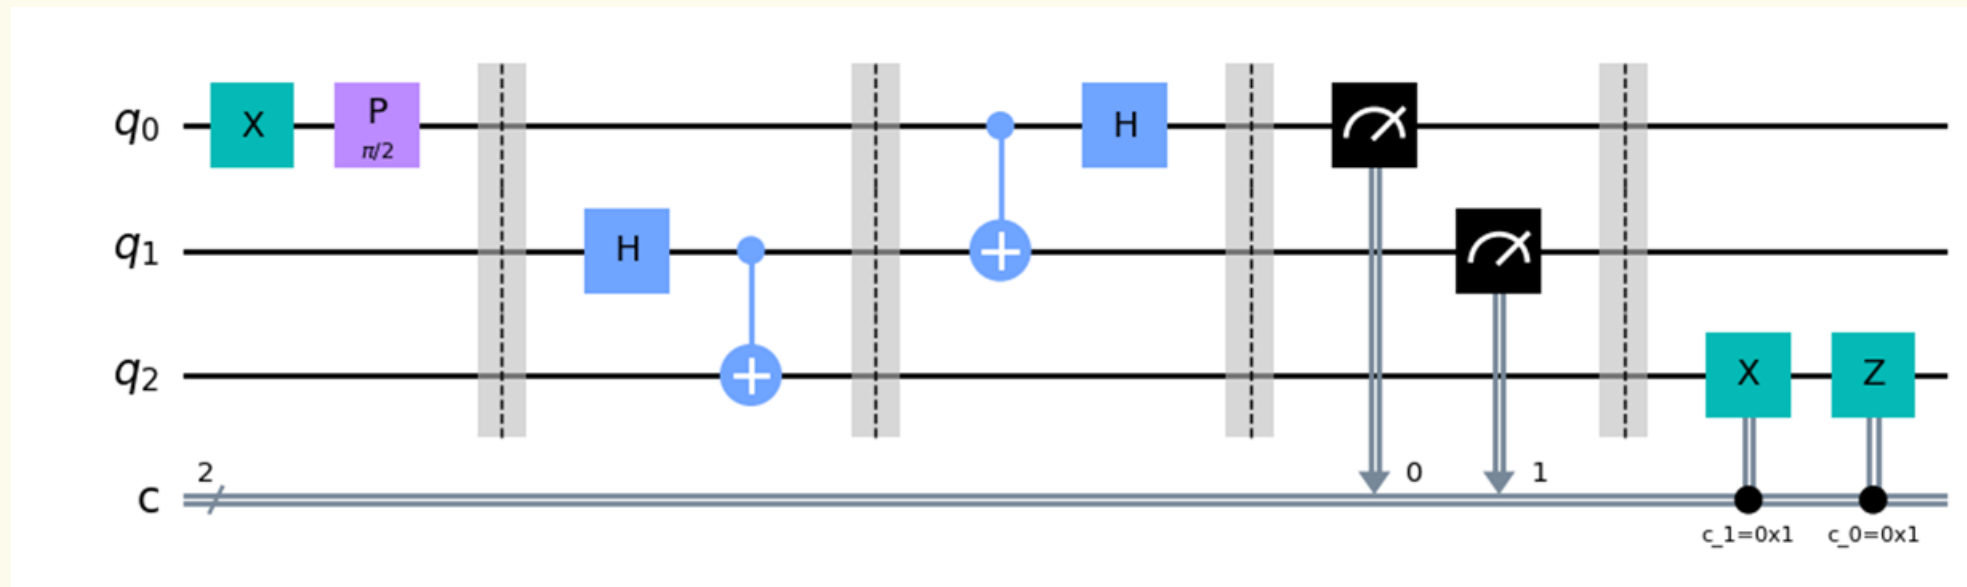 q0 X P π/2 H
q1 H
q2 X Z
2 0 1
c
c_1=0x1 c_0=0x1